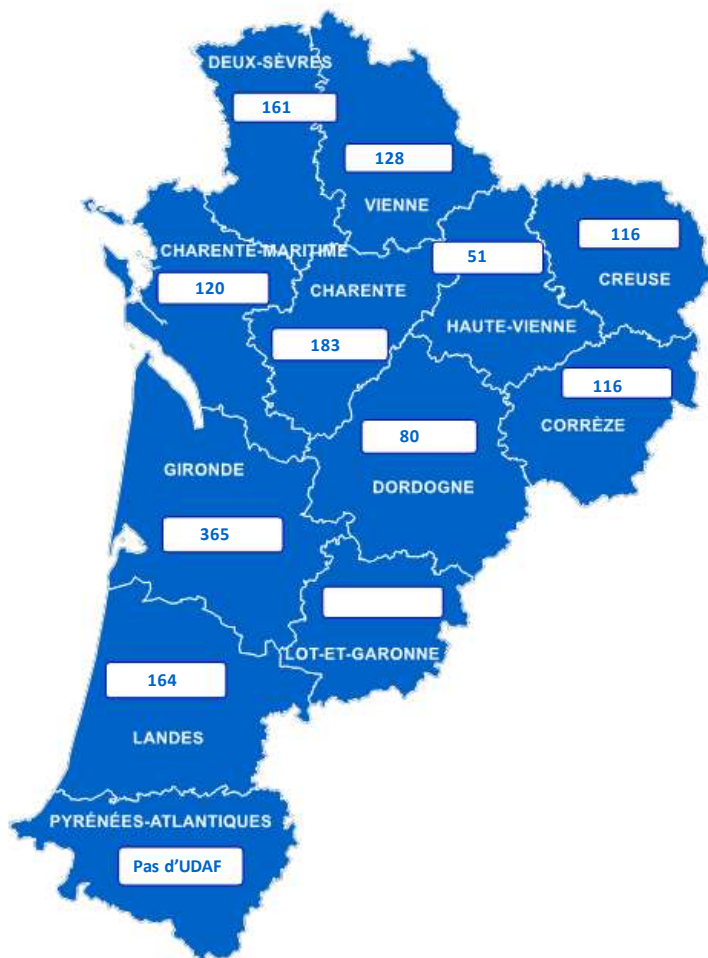 DEUX-SÈVRES
161
128
VIENNE
116
CREUSE
CHARENTE-MARITIME
120
51
CHARENTE
HAUTE-VIENNE
183
116
CORRÈZE
80
DORDOGNE
GIRONDE
365
LOT-ET-GARONNE
164
LANDES
PYRÉNÉES-ATLANTIQUES
Pas d'UDAF